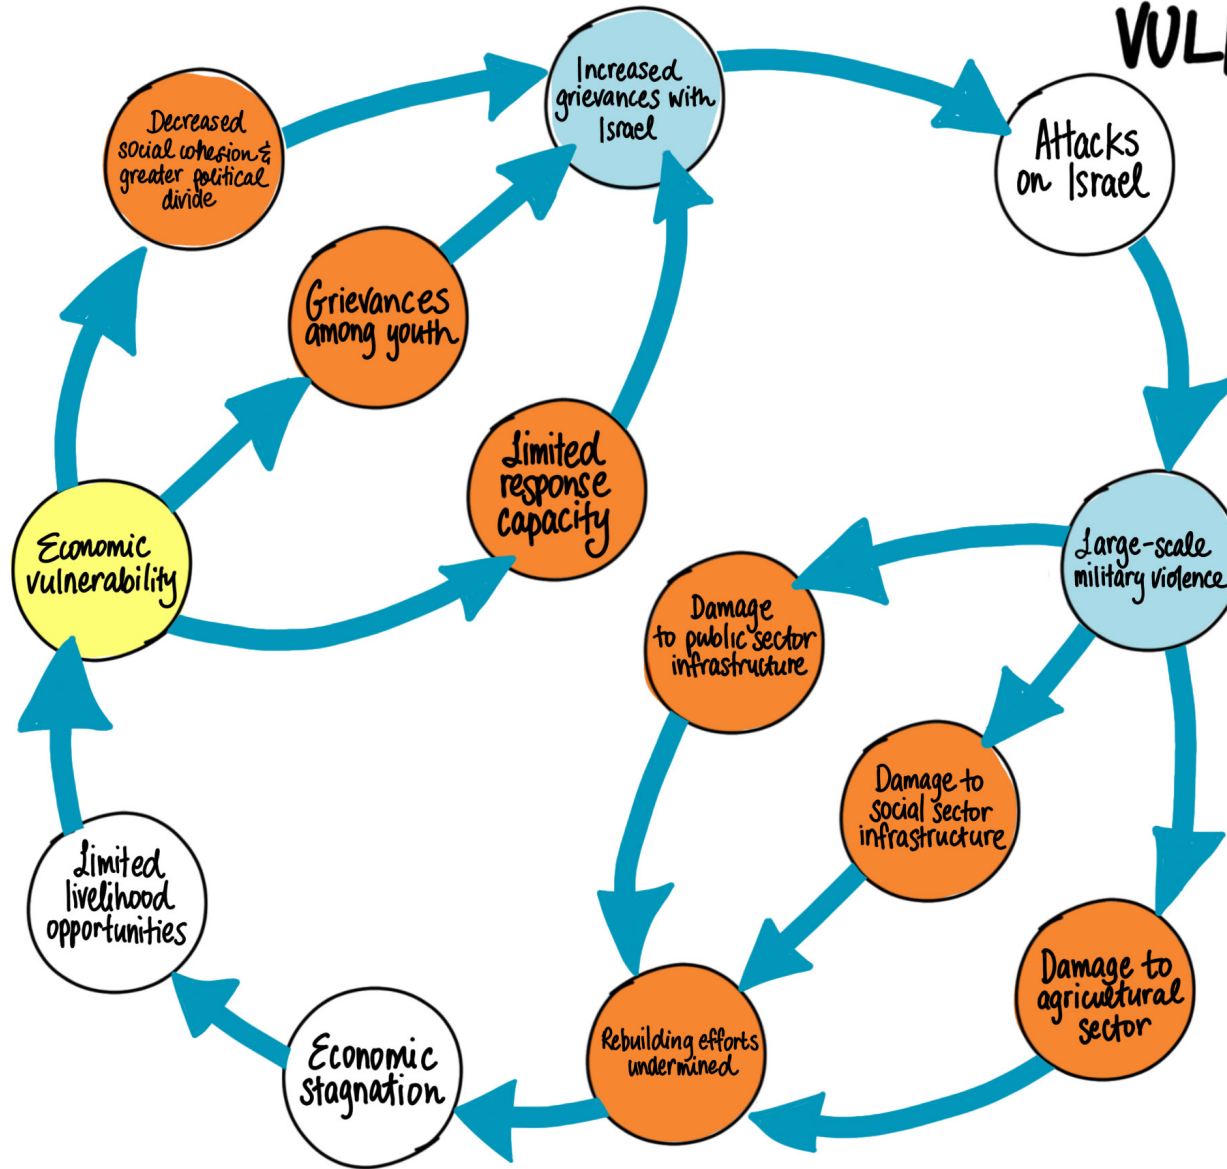 VUL
Increased
grievances with
Israel
Decreased
social cohesion &
greater political
divide
Attacks
on Israel
Grievances
among youth
Limited
response
capacity
Economic
vulnerability
Large-scale
military violence
Damage
to public sector
infrastructure
Damage to
social sector
infrastructure
Limited
livelihood
opportunities
Damage to
agricultural
sector
Rebuilding efforts
undermined
Economic
stagnation